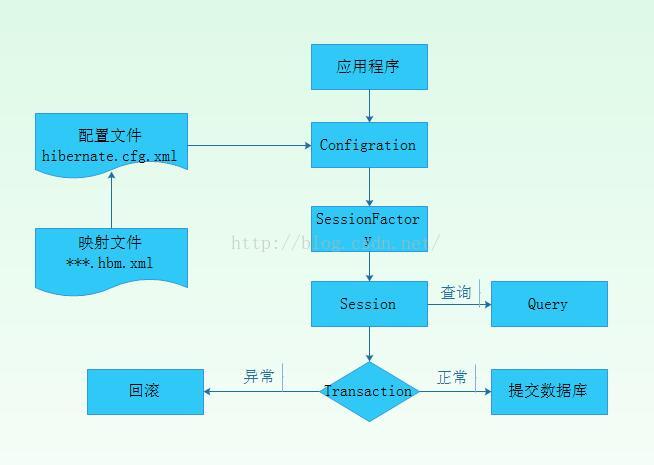 应用程序
配置文件
hibernate.cfg.xml
Configration
映射文件
***.hbm.xml
SessionFactor
y
http://blog.csdn.net/
Session
查询
Query
回滚
异常
Transaction
正常
提交数据库